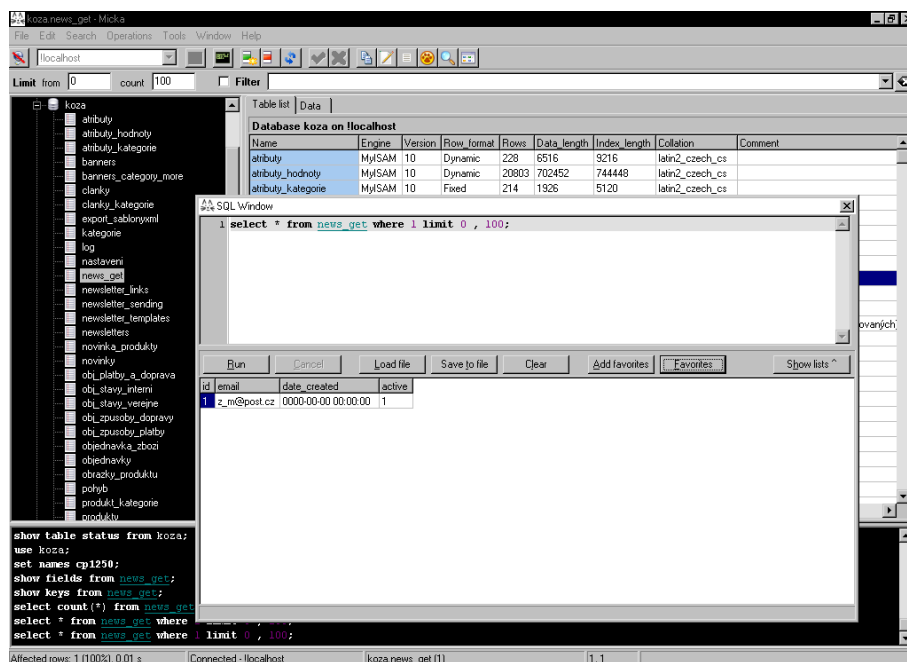 koza.news_get - Micka
File Edit Search Operations Tools Window Help
!localhost
Limit from 0 count 100 Filter
koza
atributy
atributy_hodnoty
atributy_kategorie
banners
banners_category_more
clanky
clanky_kategorie
export_sablonyxml
kategorie
log
nastaveni
news_get
newsletter_links
newsletter_sending
newsletter_templates
newsletters
novinka_produkty
novinky
obj_platby_a_doprava
obj_stavy_interni
obj_stavy_verejne
obj_zpusoby_dopravy
obj_zpusoby_platby
objednavka_zbozi
objednavky
obrazky_produktu
pohyb
produkt_kategorie
produkty
Table list Data
Database koza on !localhost
Name Engine Version Row_format Rows Data_length Index_length Collation Comment
atributy MyISAM 10 Dynamic 228 6516 9216 latin2_czech_cs
atributy_hodnoty MyISAM 10 Dynamic 20803 702452 744448 latin2_czech_cs
atributy_kategorie MyISAM 10 Fixed 214 1926 5120 latin2_czech_cs
ovaných
SQL Window
1 select * from news_get where 1 limit 0 , 100;
Run Cancel Load file Save to file Clear Add favorites Favorites Show lists ^
id email date_created active
1 z_m@post.cz 0000-00-00 00:00:00 1
show table status from koza;
use koza;
set names cp1250;
show fields from news_get;
show keys from news_get;
select count(*) from news_get
select * from news_get where
select * from news_get where 1 limit 0 , 100;
Affected rows: 1 (100%), 0.01 s Connected - !localhost koza.news_get (1) 1, 1